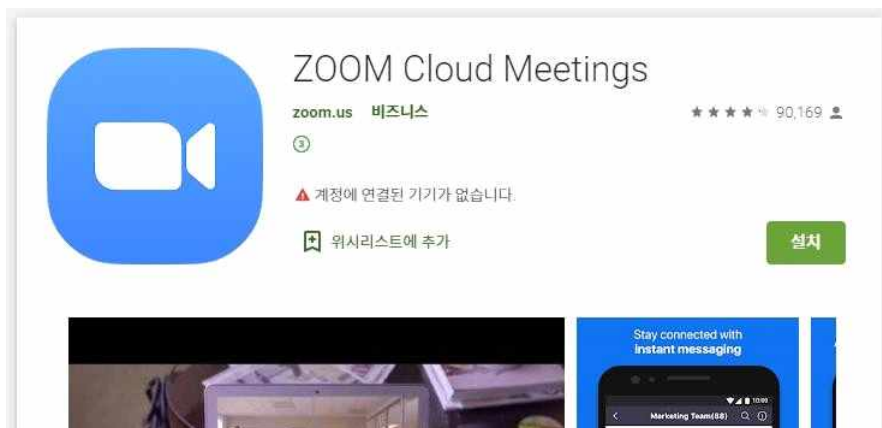 ZOOM Cloud Meetings
zoom.us 비즈니스
90,169
3
계정에 연결된 기기가 없습니다.
위시리스트에 추가
설치
Stay connected with
instant messaging
10:00
Marketing Team(88)